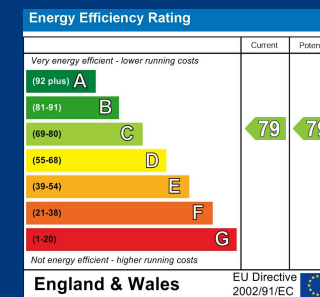 Energy Efficiency Rating
Current
Very energy efficient - lower running costs
(92 plus) A
(81-91) B
(69-80) C
79
(55-68) D
(39-54) E
(21-38) F
(1-20) G
Not energy efficient - higher running costs
England & Wales
EU Directive
2002/91/EC